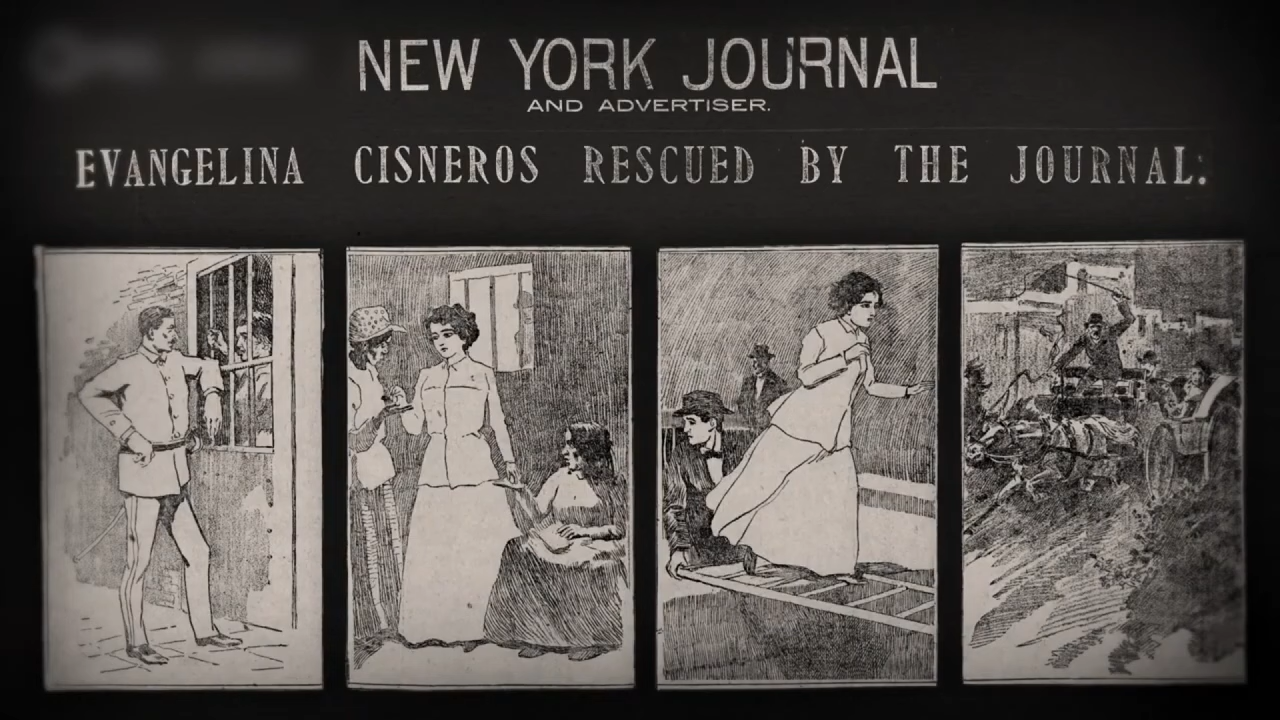 NEW YORK JOURNAL
AND ADVERTISER.
EVANGELINA CISNEROS RESCUED BY THE JOURNAL.